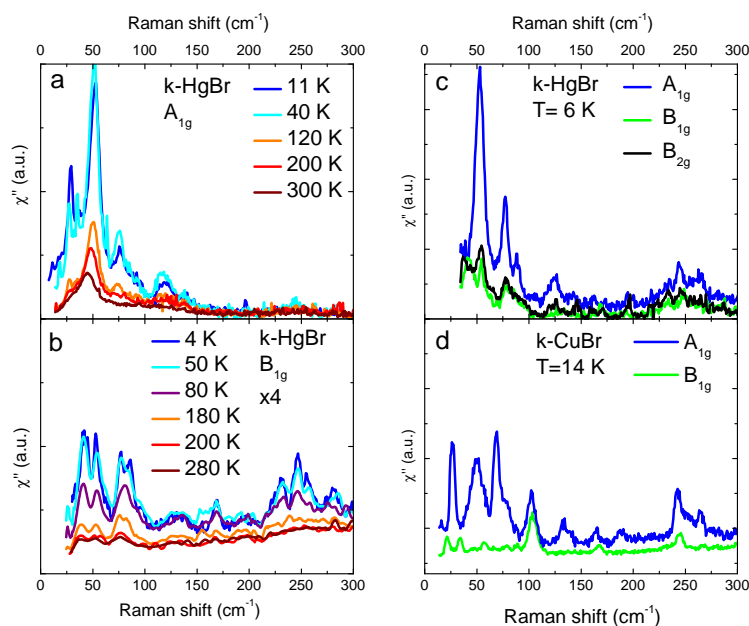 Raman shift (cm⁻¹)
0 50 100 150 200 250 300
a
k-HgBr
A₁g
11 K
40 K
120 K
200 K
300 K
χ'' (a.u.)
b
4 K
50 K
80 K
180 K
200 K
280 K
k-HgBr
B₁g
x4
χ'' (a.u.)
0 50 100 150 200 250 300
Raman shift (cm⁻¹)
Raman shift (cm⁻¹)
0 50 100 150 200 250 300
c
k-HgBr
T= 6 K
A₁g
B₁g
B₂g
χ'' (a.u.)
d
k-CuBr
T=14 K
A₁g
B₁g
χ'' (a.u.)
0 50 100 150 200 250 300
Raman shift (cm⁻¹)